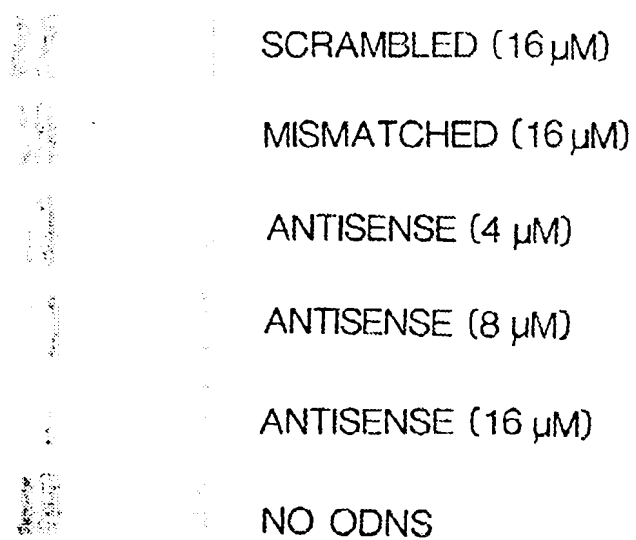 SCRAMBLED (16 µM)
MISMATCHED (16 µM)
ANTISENSE (4 µM)
ANTISENSE (8 µM)
ANTISENSE (16 µM)
NO ODNS